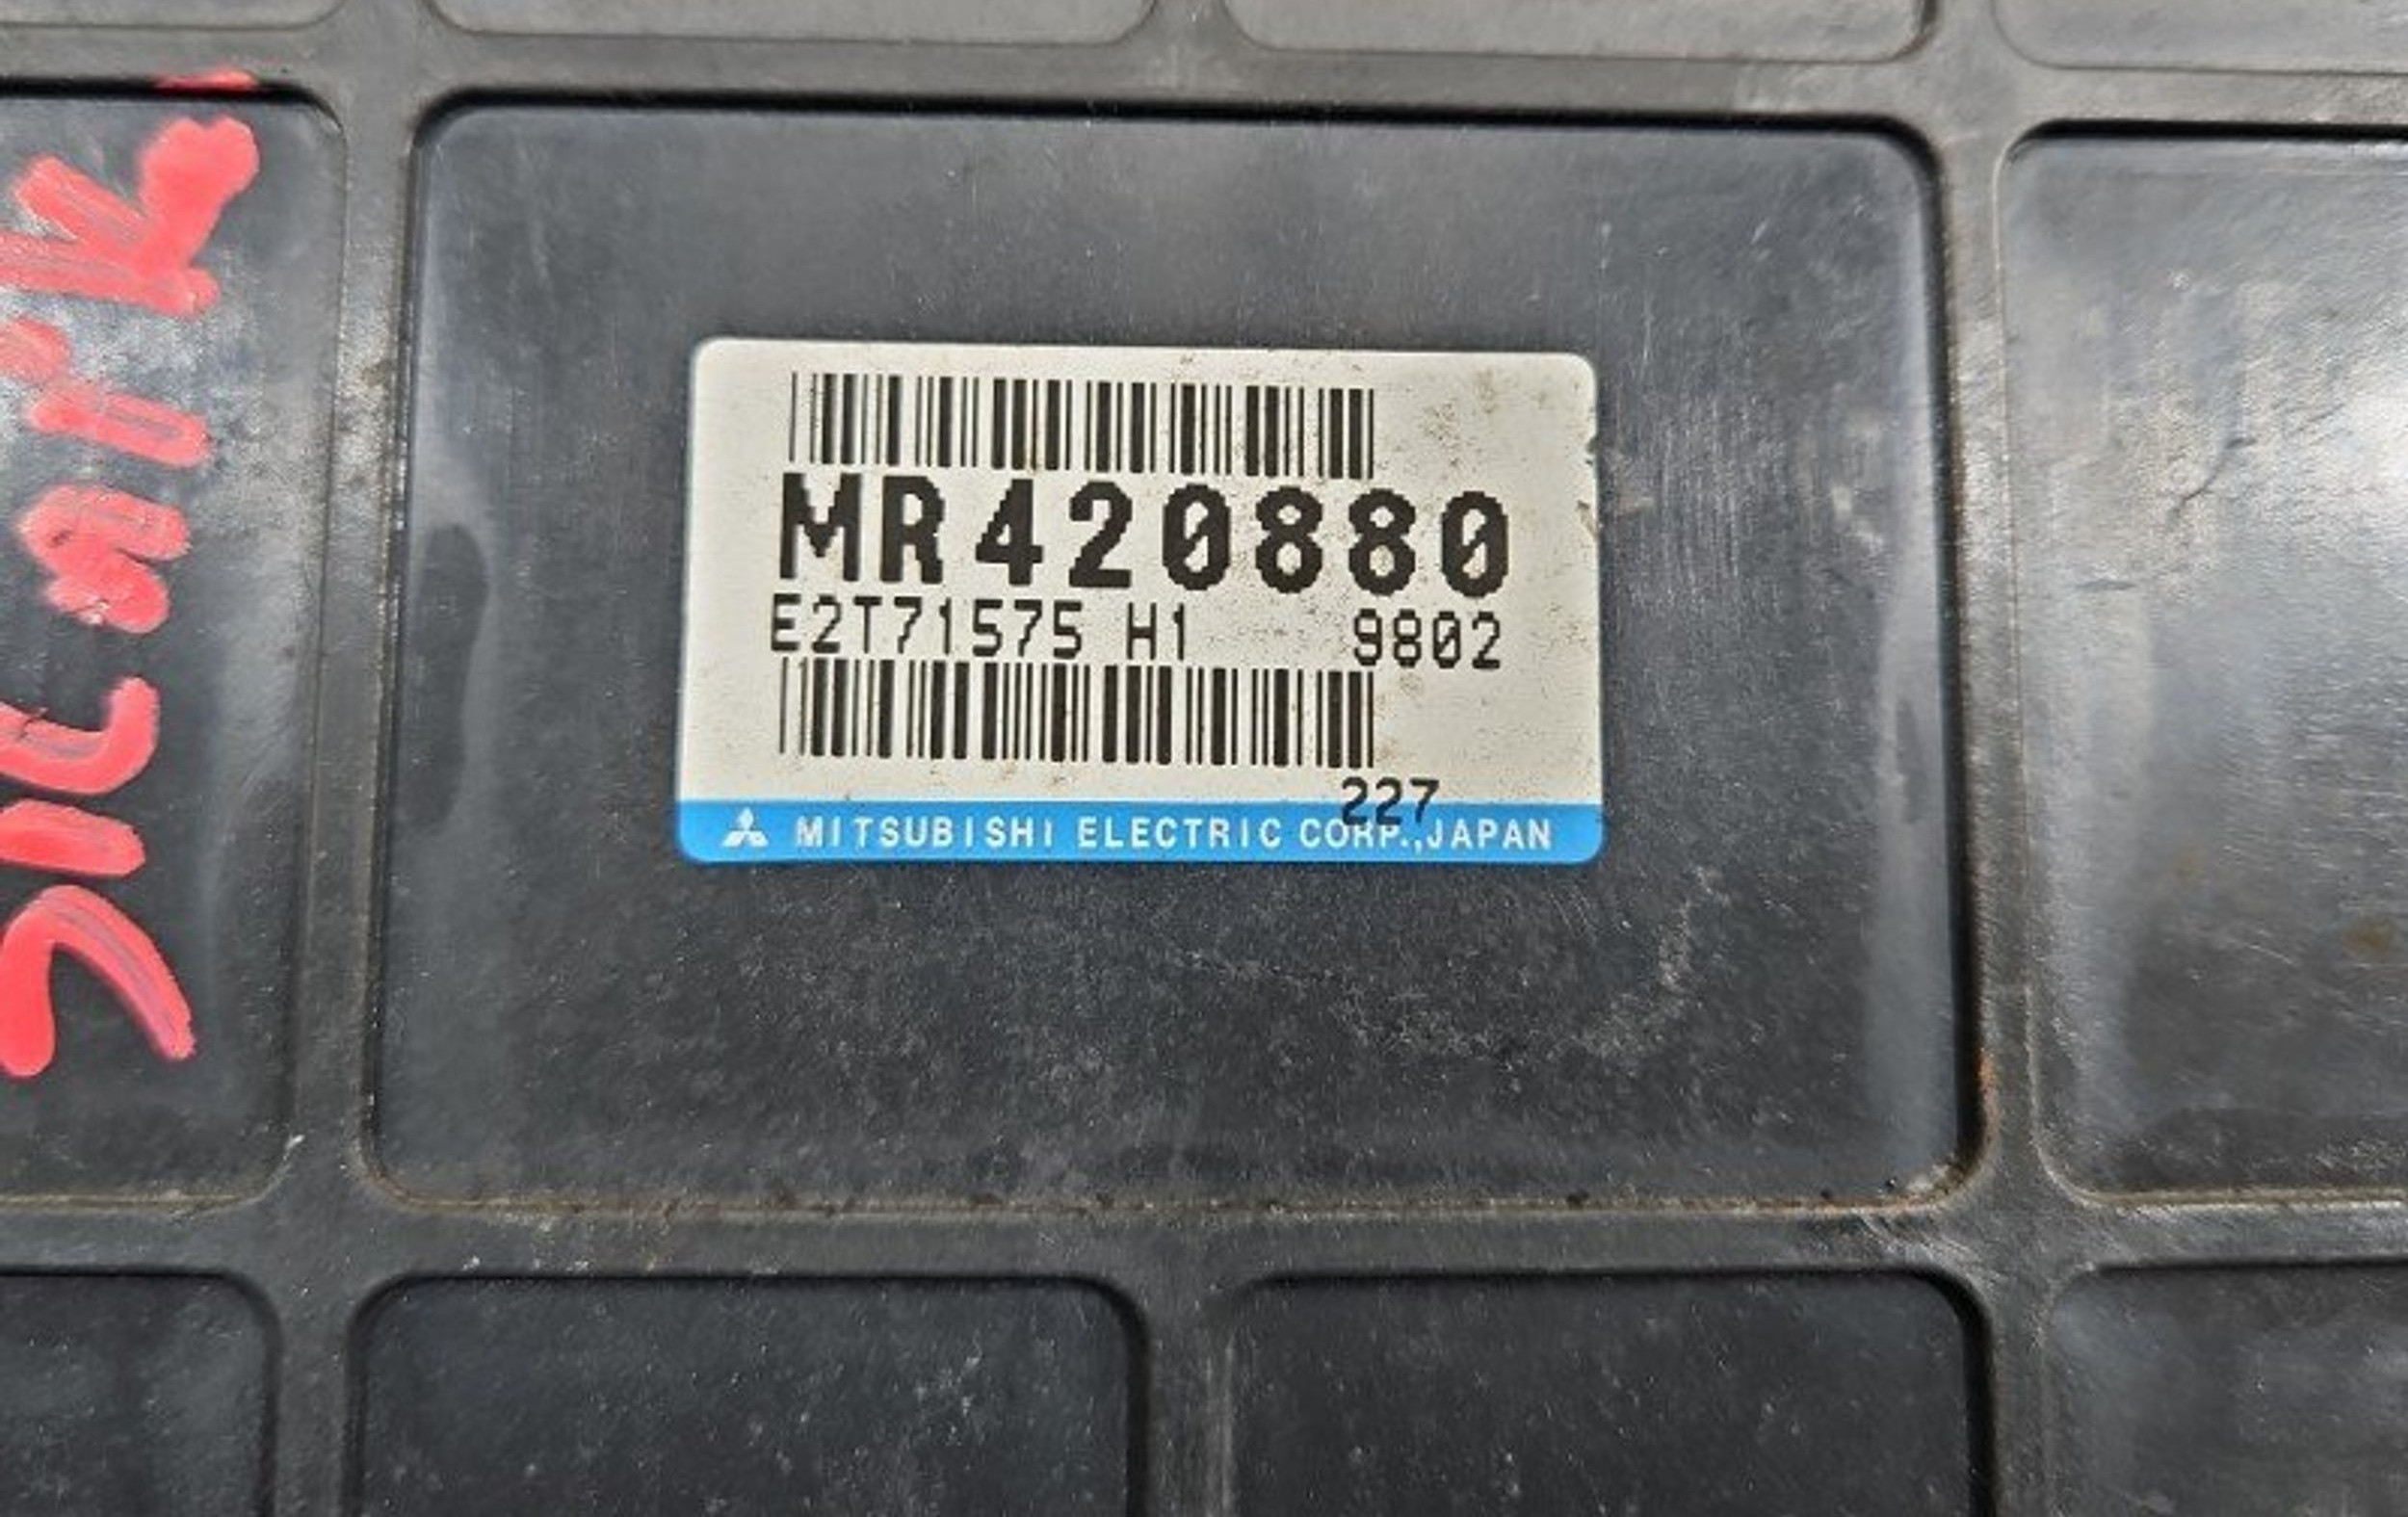 MR420880
E2T71575 H1 9802
227
MITSUBISHI ELECTRIC CORP.,JAPAN